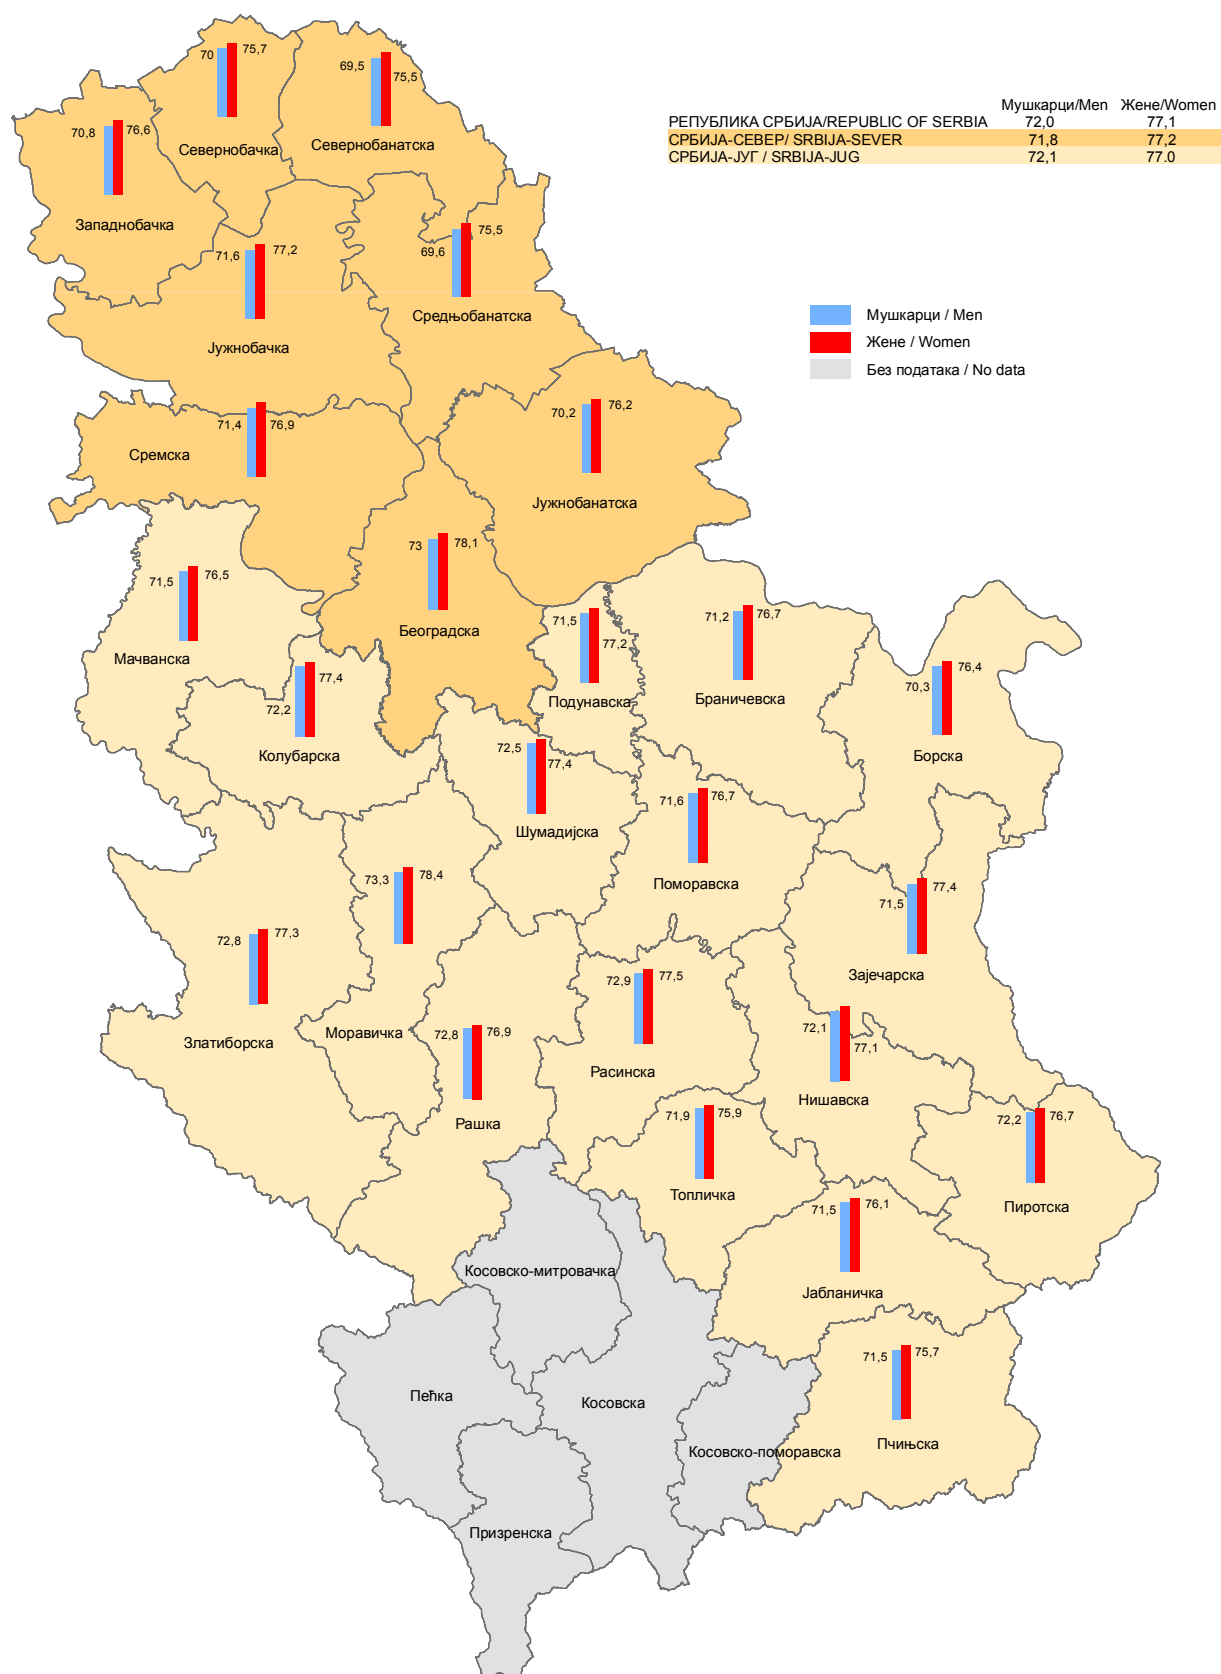 Мушкарци/Men Жене/Women
РЕПУБЛИКА СРБИЈА/REPUBLIC OF SERBIA 72,0 77,1
СРБИЈА-СЕВЕР/ SRBIJA-SEVER 71,8 77,2
СРБИЈА-ЈУГ / SRBIJA-JUG 72,1 77.0
Мушкарци / Men
Жене / Women
Без података / No data
70 75,7
Севернобачка
69,5 75,5
Севернобанатска
70,8 76,6
Западнобачка
71,6 77,2
Јужнобачка
69,6 75,5
Средњобанатска
71,4 76,9
Сремска
70,2 76,2
Јужнобанатска
73 78,1
Београдска
71,5 76,5
Мачванска
72,2 77,4
Колубарска
71,5 77,2
Подунавска
71,2 76,7
Браничевска
70,3 76,4
Борска
72,5 77,4
Шумадијска
71,6 76,7
Поморавска
73,3 78,4
Моравичка
71,5 77,4
Зајечарска
72,8 77,3
Златиборска
72,8 76,9
Рашка
72,9 77,5
Расинска
72,1 77,1
Нишавска
71,9 75,9
Топличка
72,2 76,7
Пиротска
71,5 76,1
Јабланичка
71,5 75,7
Пчињска
Косовско-митровачка
Пећка
Косовска
Косовско-поморавска
Призренска